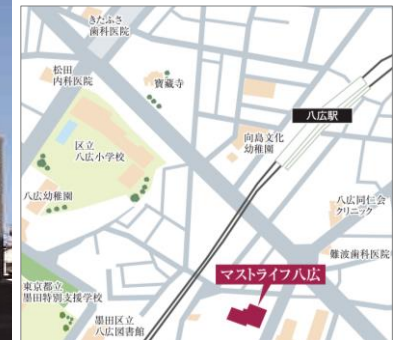 きたふさ
歯科医院
松田
内科医院
寶蔵寺
八広駅
区立
八広小学校
向島文化
幼稚園
八広幼稚園
八広同仁会
クリニック
難波歯科医院
マストライフ八広
東京都立
墨田特別支援学校
墨田区立
八広図書館